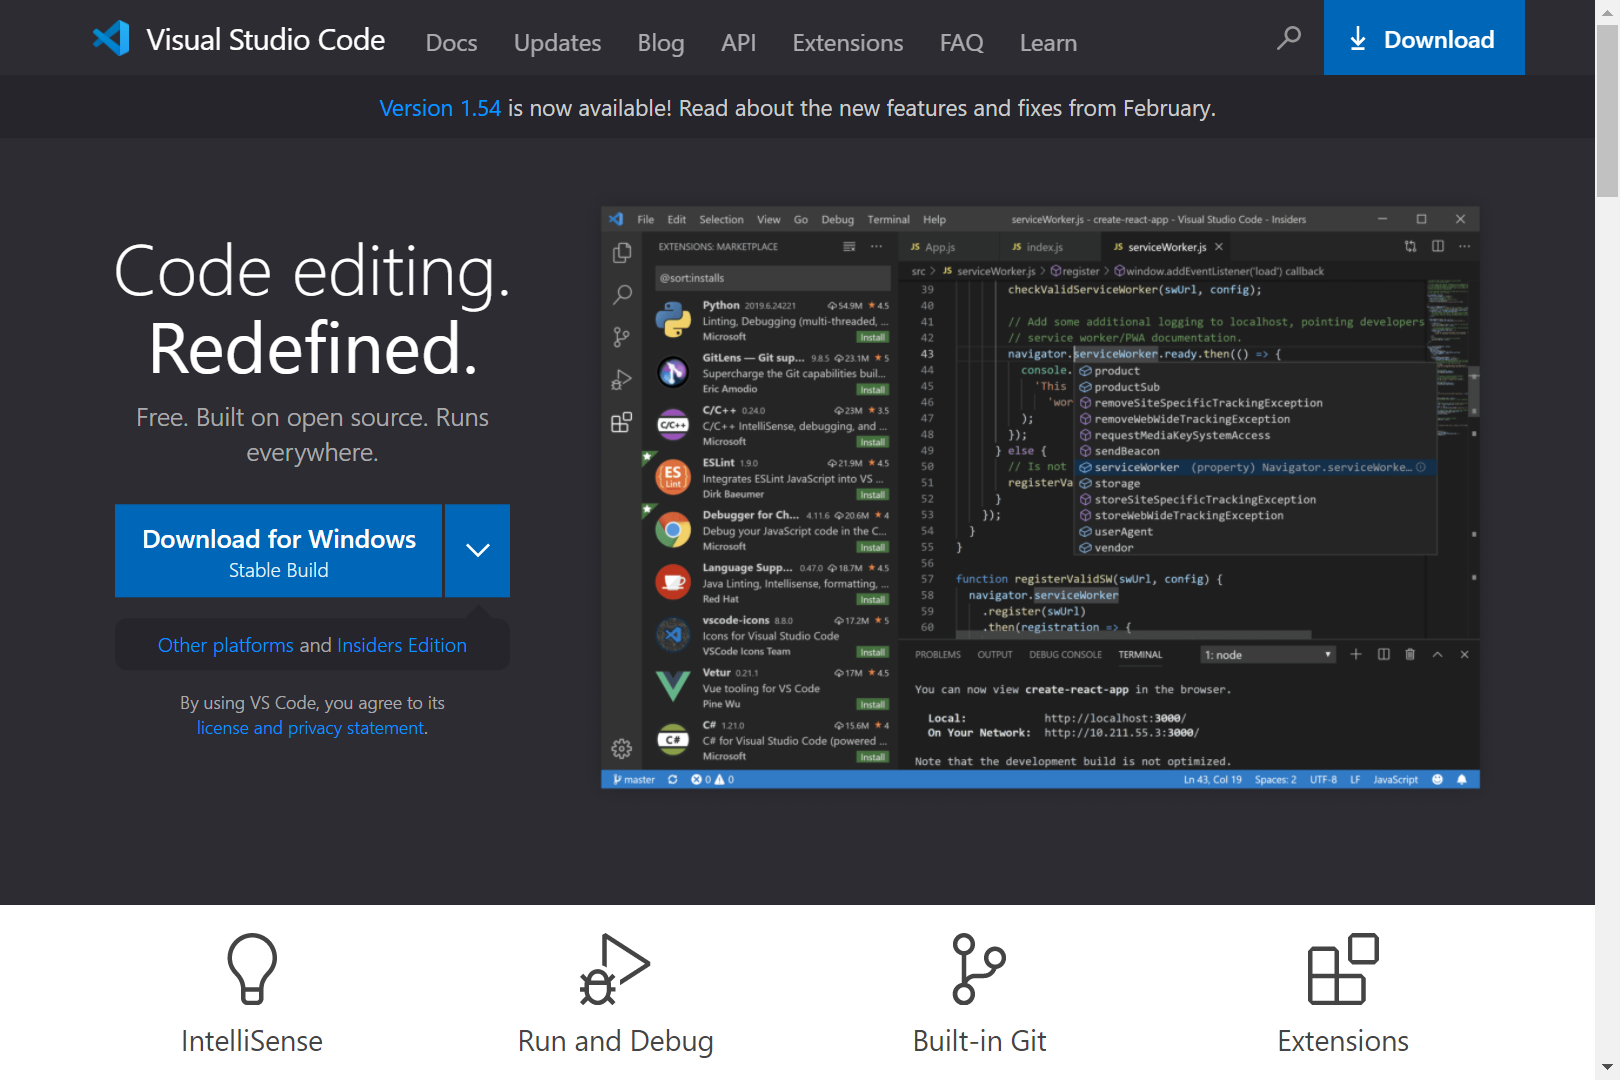 Visual Studio Code
Docs
Updates
Blog
API
Extensions
FAQ
Learn
Download
Version 1.54 is now available! Read about the new features and fixes from February.
Code editing.
Redefined.
Free. Built on open source. Runs
everywhere.
Download for Windows
Stable Build
Other platforms and Insiders Edition
By using VS Code, you agree to its
license and privacy statement.
File Edit Selection View Go Debug Terminal Help
serviceWorker.js - create-react-app - Visual Studio Code - Insiders
EXTENSIONS: MARKETPLACE
@sort:installs
Python 2019.6.24221 54.9M ★ 4.5
Linting, Debugging (multi-threaded, ...
Microsoft Install
GitLens — Git sup... 9.8.5 23.1M ★ 5
Supercharge the Git capabilities buil...
Eric Amodio Install
C/C++
C/C++ 0.24.0 23M ★ 3.5
C/C++ IntelliSense, debugging, and ...
Microsoft Install
ES
Lint
ESLint 1.9.0 21.9M ★ 4.5
Integrates ESLint JavaScript into VS ...
Dirk Baeumer Install
Debugger for Ch... 4.11.6 20.6M ★ 4
Debug your JavaScript code in the C...
Microsoft Install
Language Supp... 0.47.0 18.7M ★ 4.5
Java Linting, Intellisense, formatting, ...
Red Hat Install
vscode-icons 8.8.0 17.2M ★ 5
Icons for Visual Studio Code
VSCode Icons Team Install
Vetur 0.21.1 17M ★ 4.5
Vue tooling for VS Code
Pine Wu Install
C#
C# 1.21.0 15.6M ★ 4
C# for Visual Studio Code (powered ...
Microsoft Install
JS App.js
JS index.js
JS serviceWorker.js ×
src > JS serviceWorker.js > register > window.addEventListener('load') callback
39 checkValidServiceWorker(swUrl, config);
40
41 // Add some additional logging to localhost, pointing developers
42 // service worker/PWA documentation.
43 navigator.serviceWorker.ready.then(() => {
44 console.
45 'This
46 'wor
47 );
48 });
49 } else {
50 // Is not
51 registerVa
52 }
53 });
54 }
55 }
56
57 function registerValidSW(swUrl, config) {
58 navigator.serviceWorker
59 .register(swUrl)
60 .then(registration => {
product
productSub
removeSiteSpecificTrackingException
removeWebWideTrackingException
requestMediaKeySystemAccess
sendBeacon
serviceWorker (property) Navigator.serviceWorke...
storage
storeSiteSpecificTrackingException
storeWebWideTrackingException
userAgent
vendor
PROBLEMS OUTPUT DEBUG CONSOLE TERMINAL 1: node
You can now view create-react-app in the browser.
Local: http://localhost:3000/
On Your Network: http://10.211.55.3:3000/
Note that the development build is not optimized.
master 0 0 Ln 43, Col 19 Spaces: 2 UTF-8 LF JavaScript
IntelliSense
Run and Debug
Built-in Git
Extensions